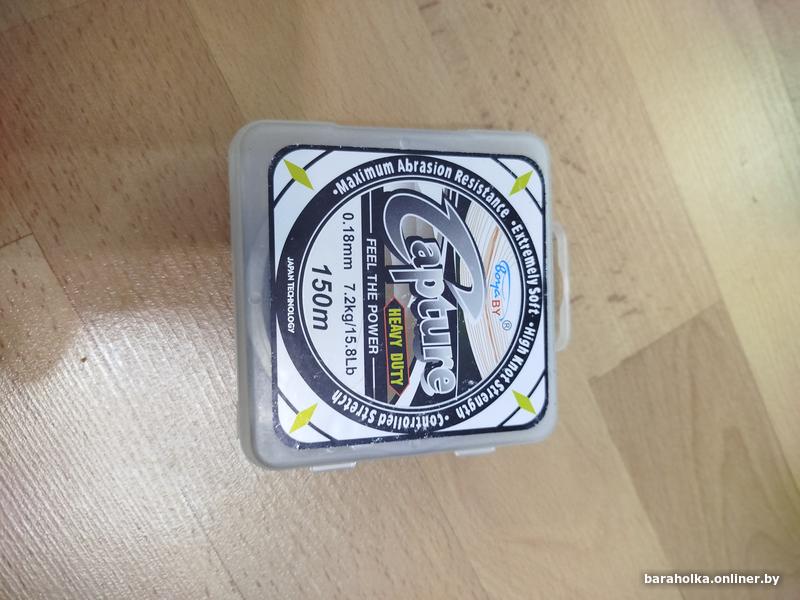 •Maximum Abrasion Resistance •Extremely Soft •High Knot Strength •Controlled Stretch
BoyaBY®
Capture
HEAVY DUTY
FEEL THE POWER
0.18mm 7.2kg/15.8Lb
150m
JAPAN TECHNOLOGY
baraholka.onliner.by